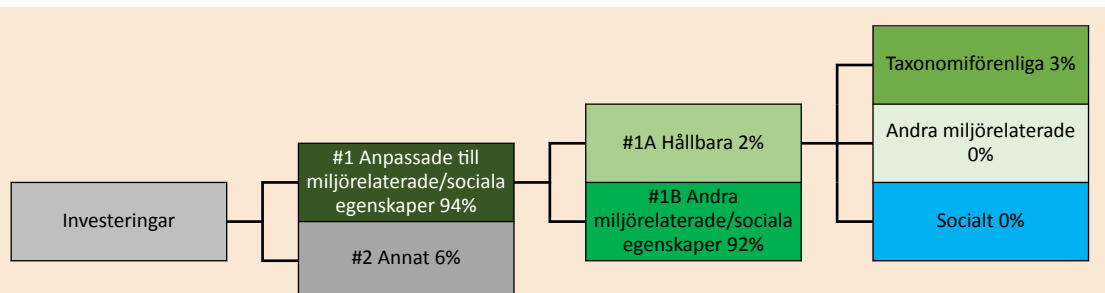 Investeringar
#1 Anpassade till
miljörelaterade/sociala
egenskaper 94%
#2 Annat 6%
#1A Hållbara 2%
#1B Andra
miljörelaterade/sociala
egenskaper 92%
Taxonomiförenliga 3%
Andra miljörelaterade
0%
Socialt 0%